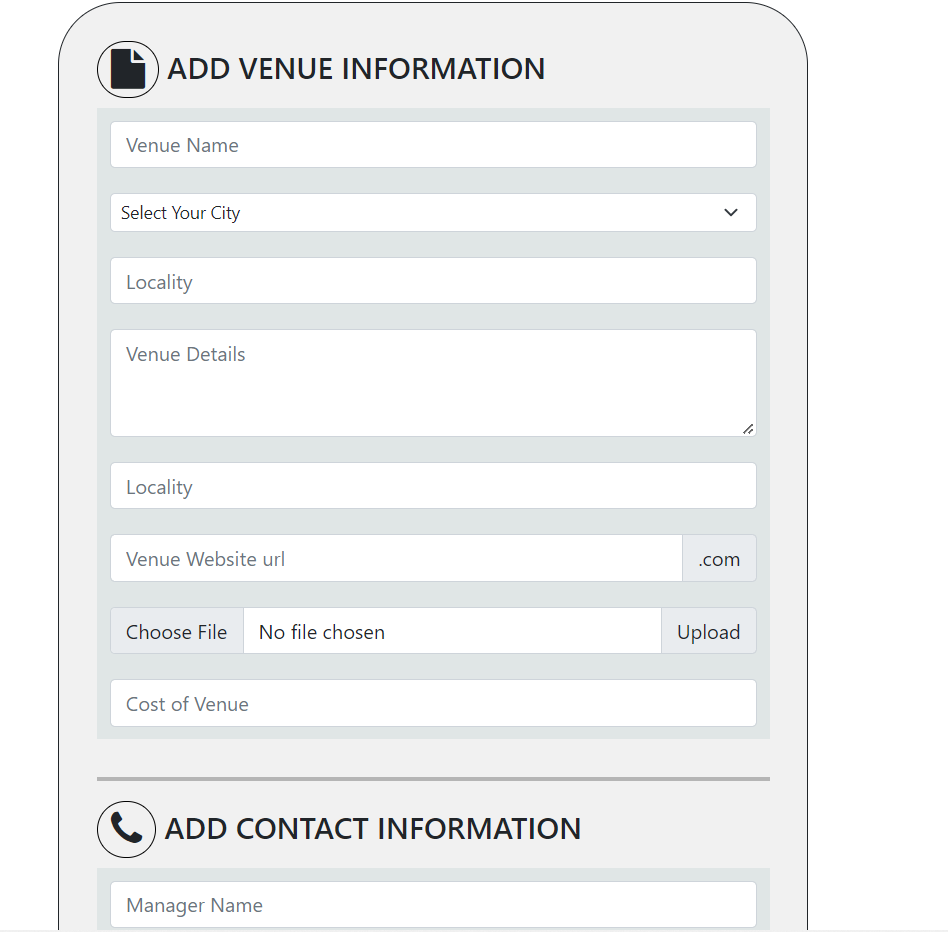 ADD VENUE INFORMATION
Venue Name
Select Your City
Locality
Venue Details
Locality
Venue Website url .com
Choose File No file chosen Upload
Cost of Venue
ADD CONTACT INFORMATION
Manager Name